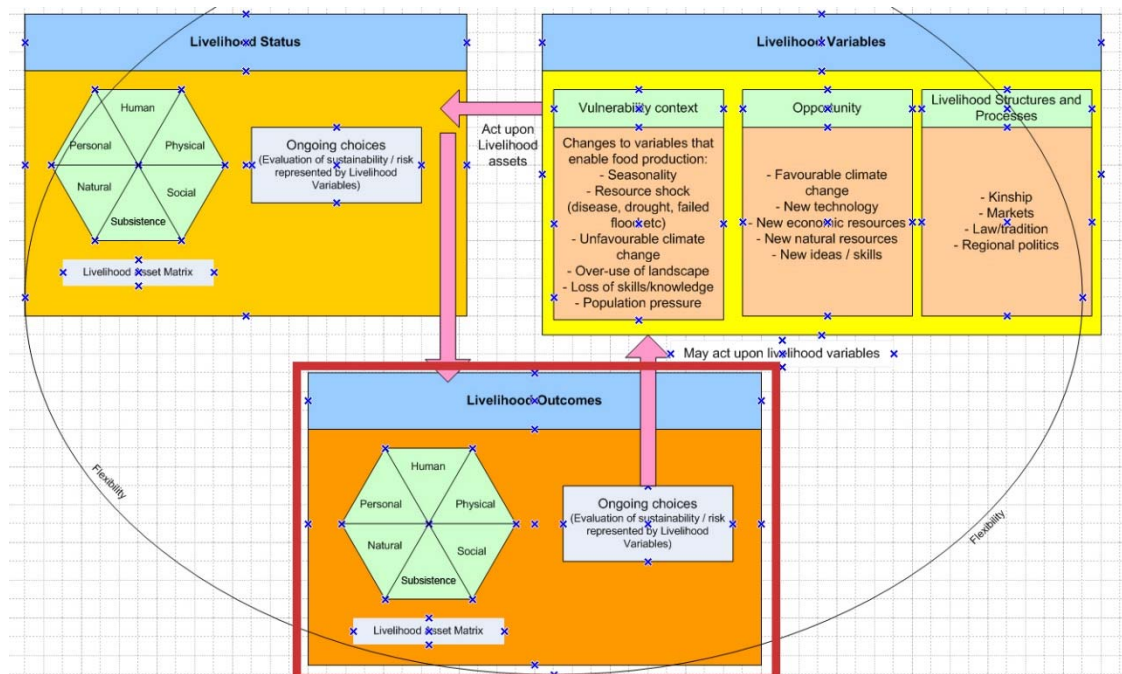 Livelihood Status
Human
Personal
Physical
Natural
Social
Subsistence
Livelihood Asset Matrix
Ongoing choices
(Evaluation of sustainability / risk
represented by Livelihood
Variables)
Act upon
Livelihood
assets
Livelihood Variables
Vulnerability context
Changes to variables that
enable food production:
- Seasonality
- Resource shock
(disease, drought, failed
flood etc)
- Unfavourable climate
change
- Over-use of landscape
- Loss of skills/knowledge
- Population pressure
Opportunity
- Favourable climate
change
- New technology
- New economic resources
- New natural resources
- New ideas / skills
Livelihood Structures and
Processes
- Kinship
- Markets
- Law/tradition
- Regional politics
May act upon livelihood variables
Livelihood Outcomes
Human
Personal
Physical
Natural
Social
Subsistence
Livelihood Asset Matrix
Ongoing choices
(Evaluation of sustainability / risk
represented by Livelihood
Variables)
Flexibility
Flexibility